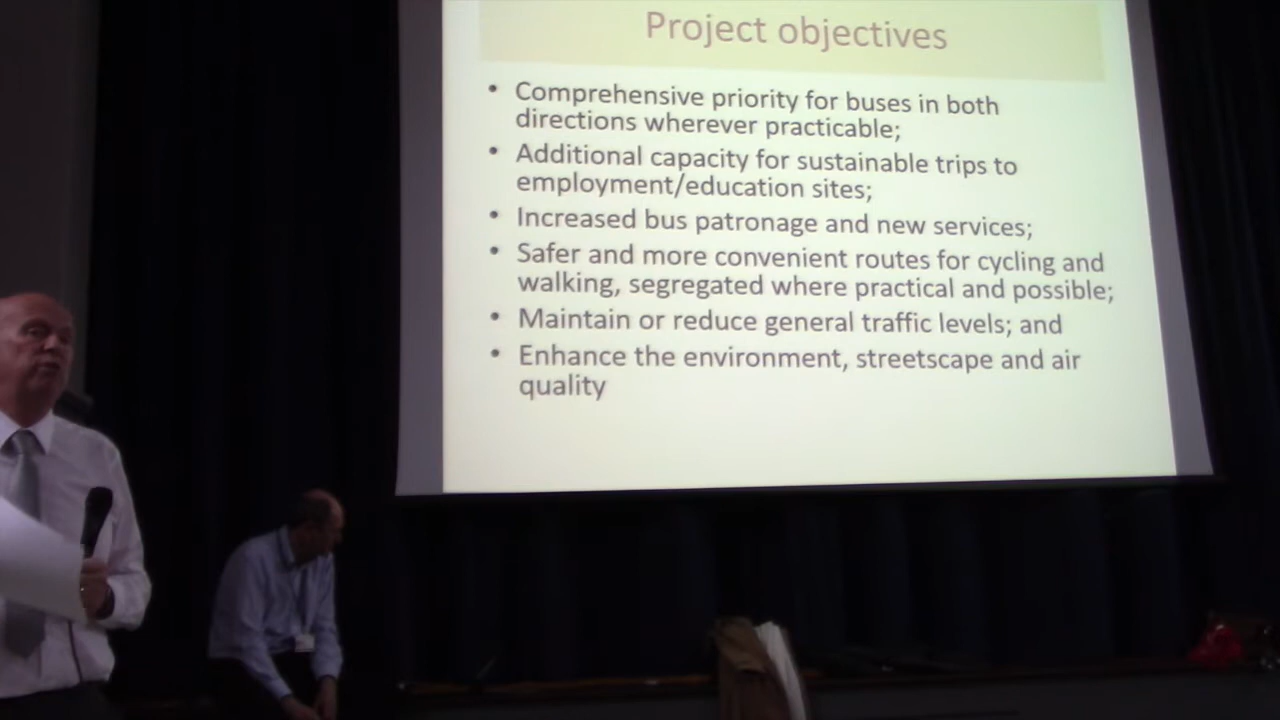 Project objectives
• Comprehensive priority for buses in both
directions wherever practicable;
• Additional capacity for sustainable trips to
employment/education sites;
• Increased bus patronage and new services;
• Safer and more convenient routes for cycling and
walking, segregated where practical and possible;
• Maintain or reduce general traffic levels; and
• Enhance the environment, streetscape and air
quality